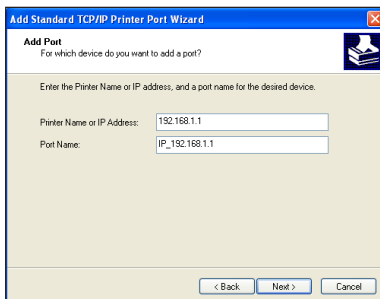 Add Standard TCP/IP Printer Port Wizard
Add Port
For which device do you want to add a port?
Enter the Printer Name or IP address, and a port name for the desired device.
Printer Name or IP Address: 192.168.1.1
Port Name: IP_192.168.1.1
< Back Next > Cancel